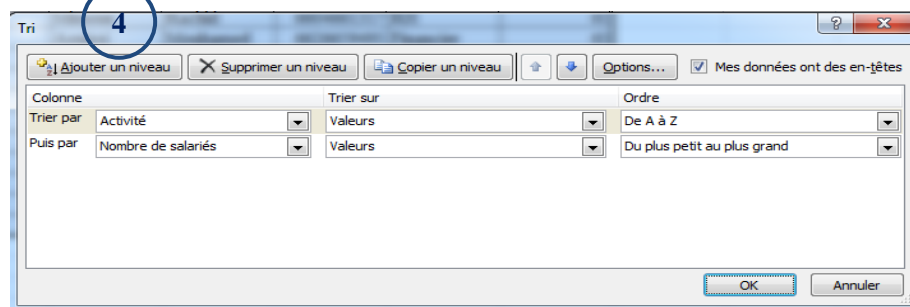 Tri
4
Ajouter un niveau Supprimer un niveau Copier un niveau Options... Mes données ont des en-têtes
Colonne Trier sur Ordre
Trier par Activité Valeurs De A à Z
Puis par Nombre de salariés Valeurs Du plus petit au plus grand
OK Annuler